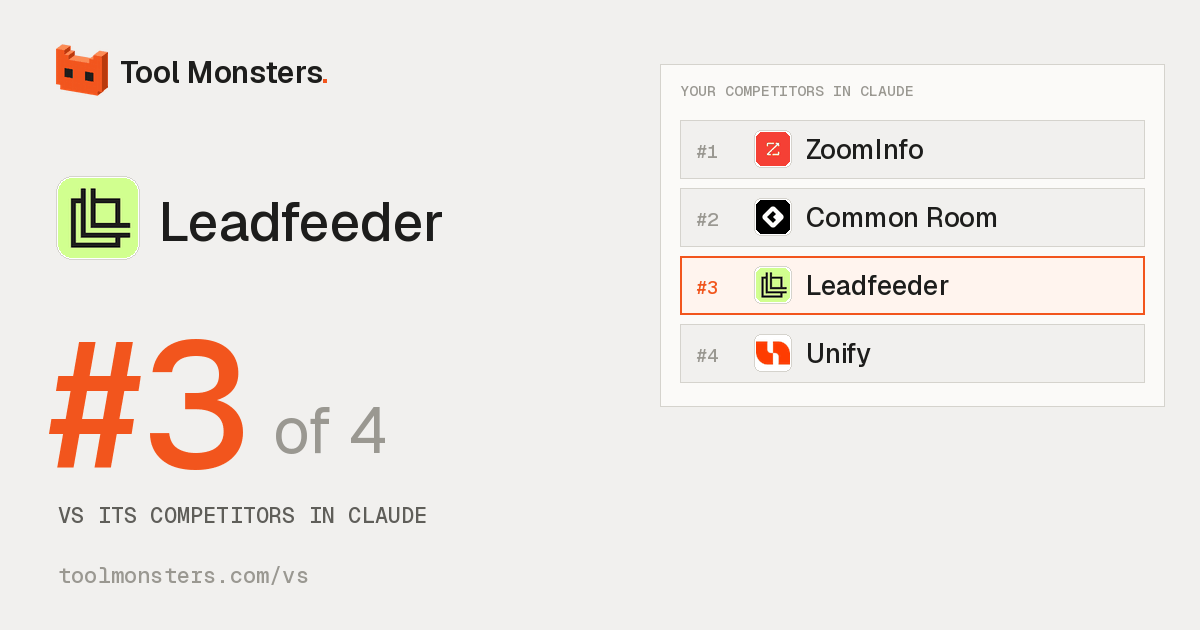 Tool Monsters.
Leadfeeder
#3 of 4
VS ITS COMPETITORS IN CLAUDE
toolmonsters.com/vs
YOUR COMPETITORS IN CLAUDE
#1 ZoomInfo
#2 Common Room
#3 Leadfeeder
#4 Unify